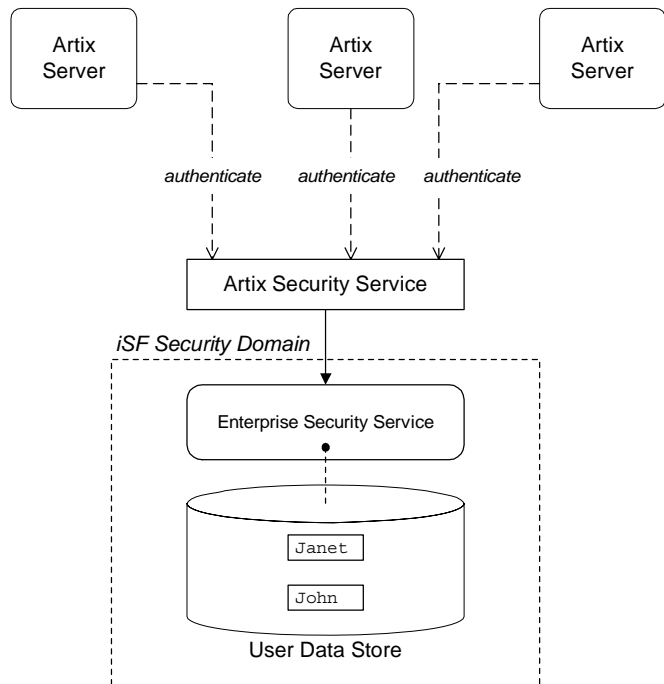 Artix
Server
Artix
Server
Artix
Server
authenticate
authenticate
authenticate
Artix Security Service
iSF Security Domain
Enterprise Security Service
Janet
John
User Data Store